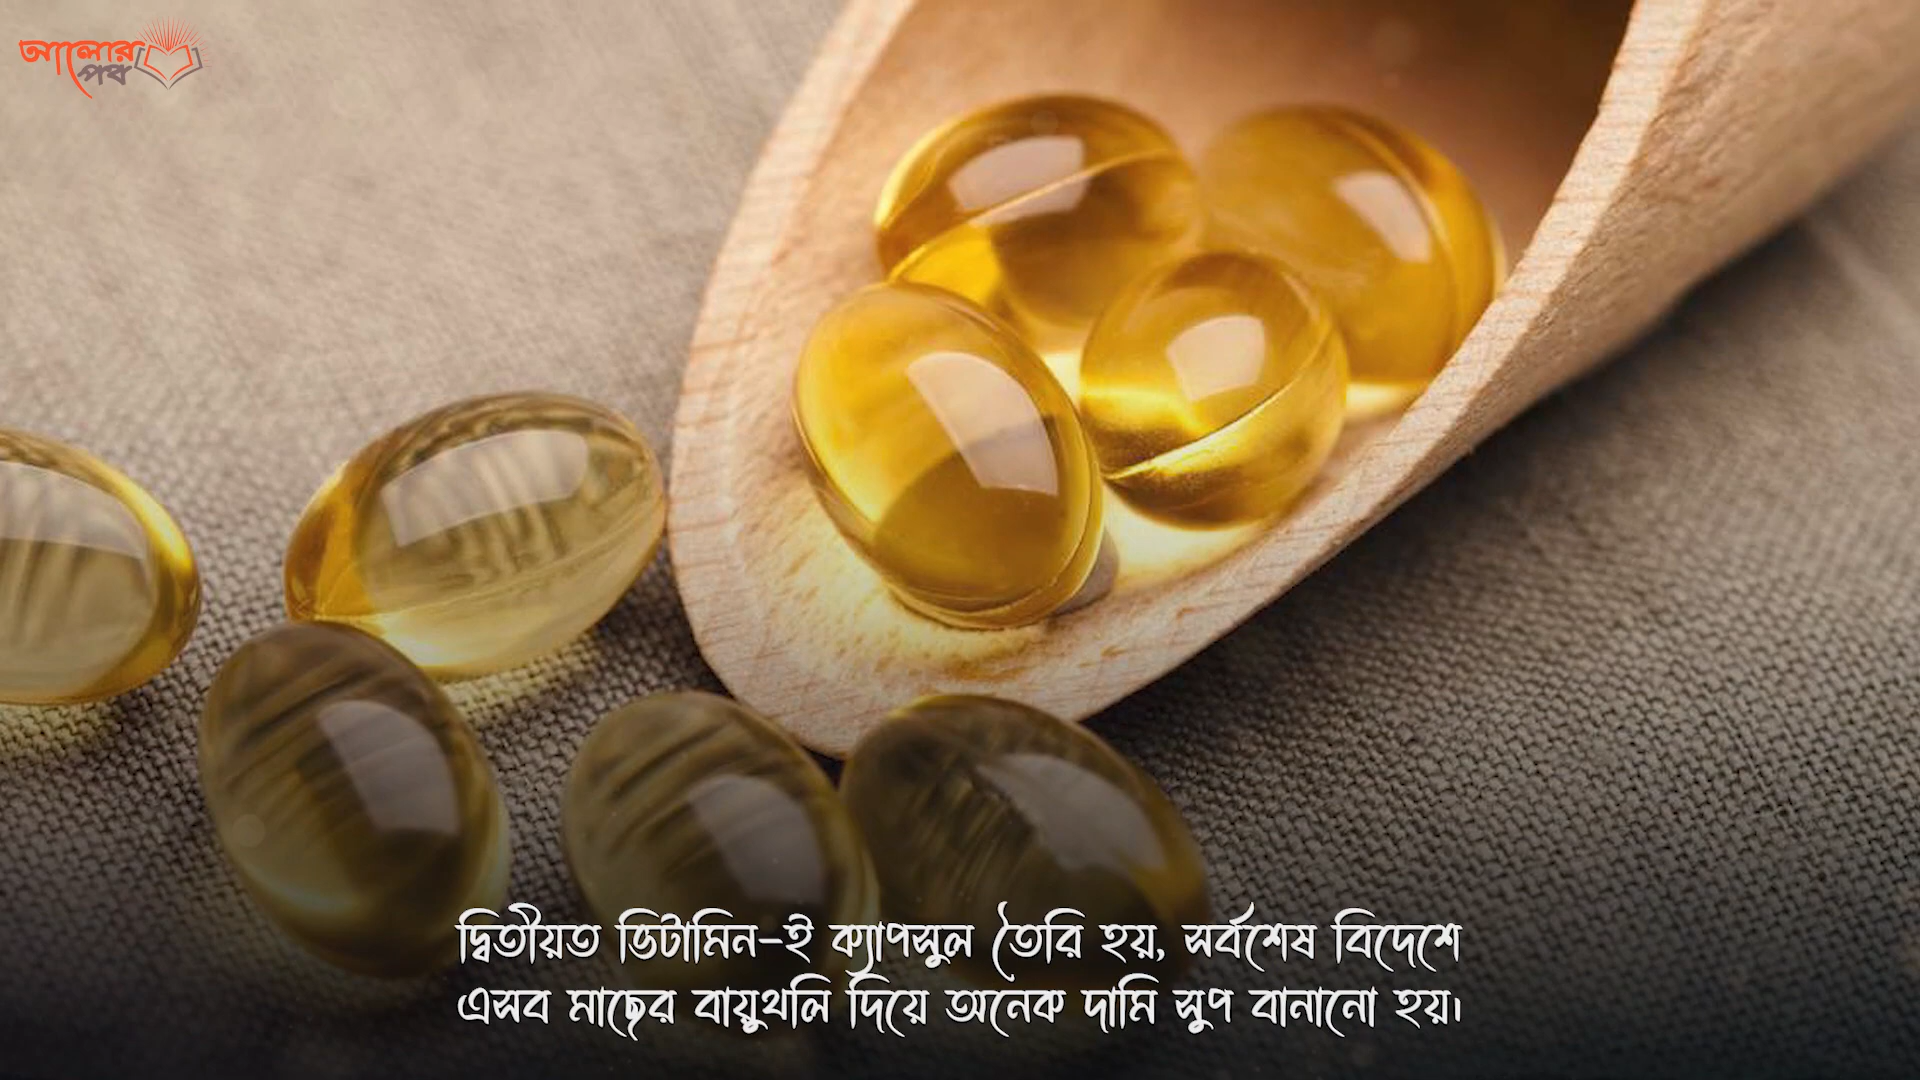 আলোর
পথ
দ্বিতীয়ত ভিটামিন-ই ক্যাপসুল তৈরি হয়, সর্বশেষ বিদেশে
এসব মাছের বায়ুথলি দিয়ে অনেক দামি সুপ বানানো হয়।